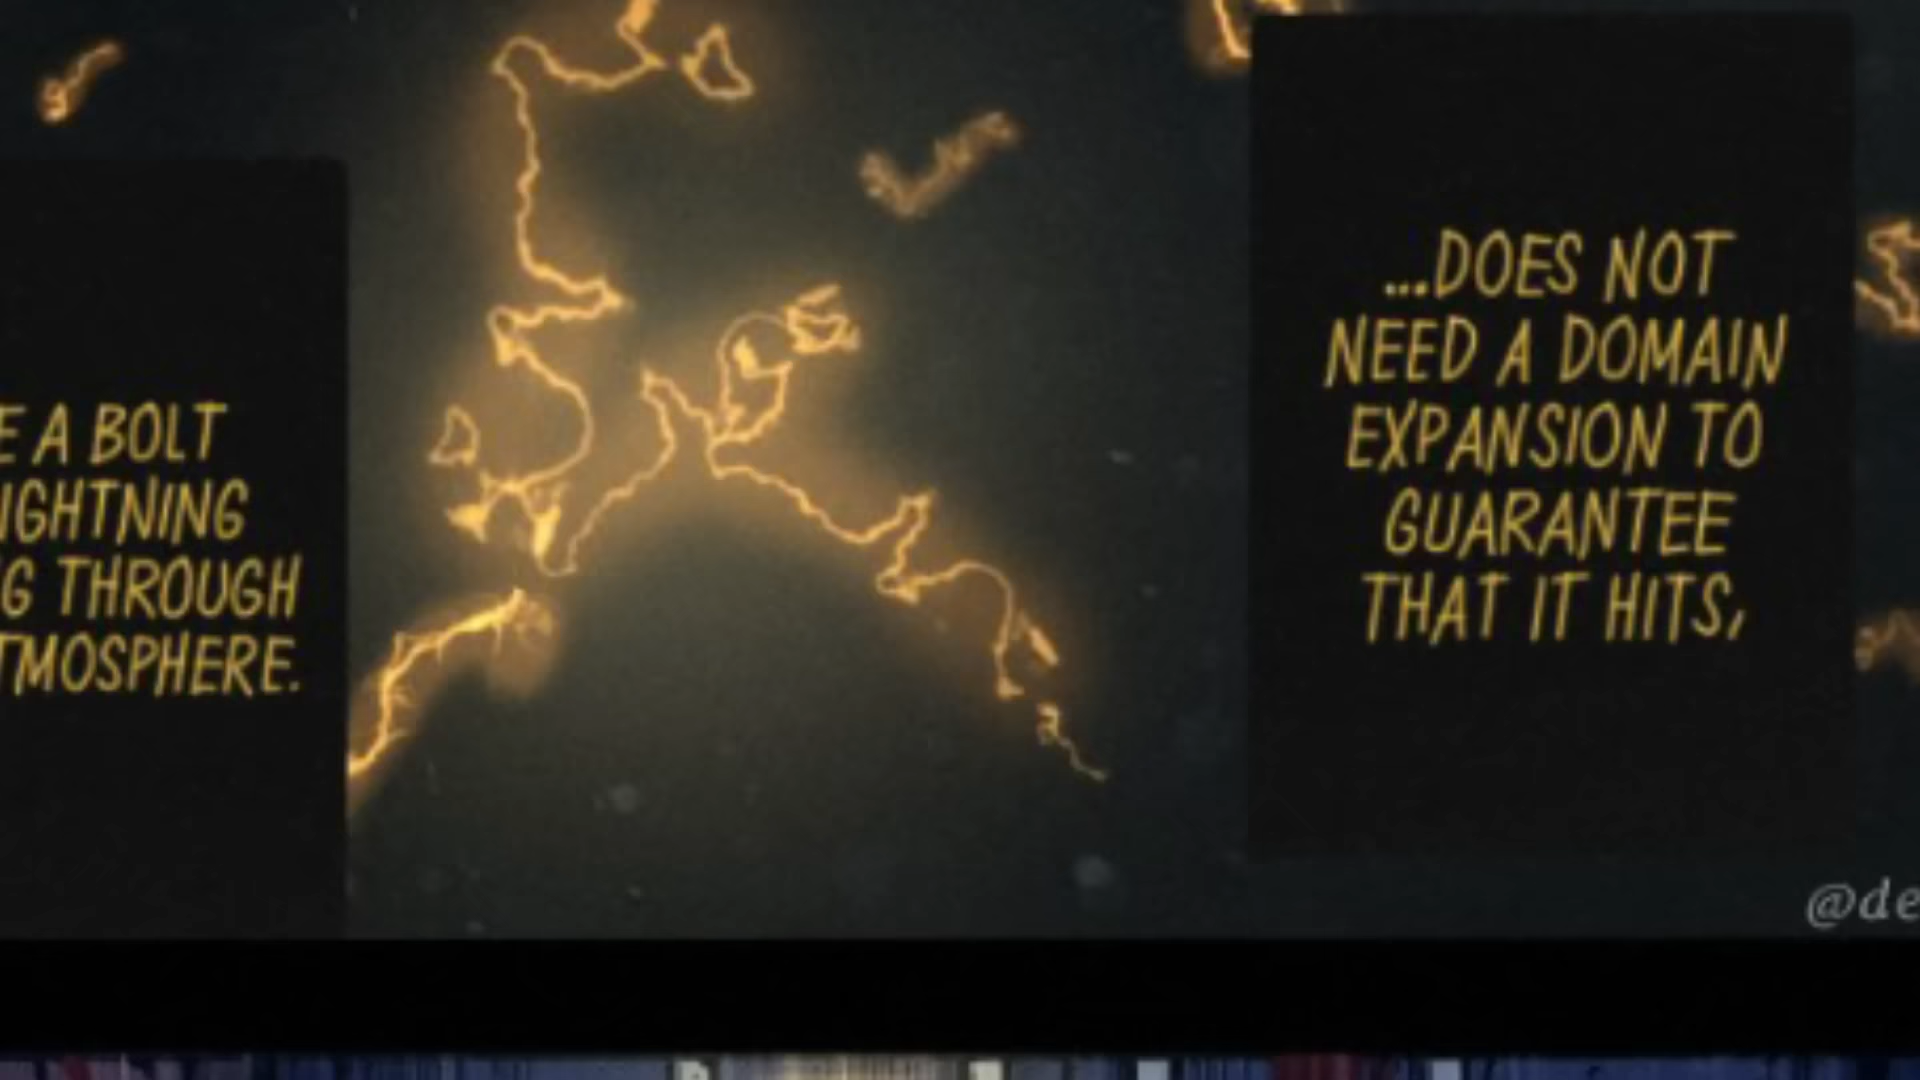 E A BOLT
IGHTNING
G THROUGH
TMOSPHERE.
...DOES NOT
NEED A DOMAIN
EXPANSION TO
GUARANTEE
THAT IT HITS,
@de